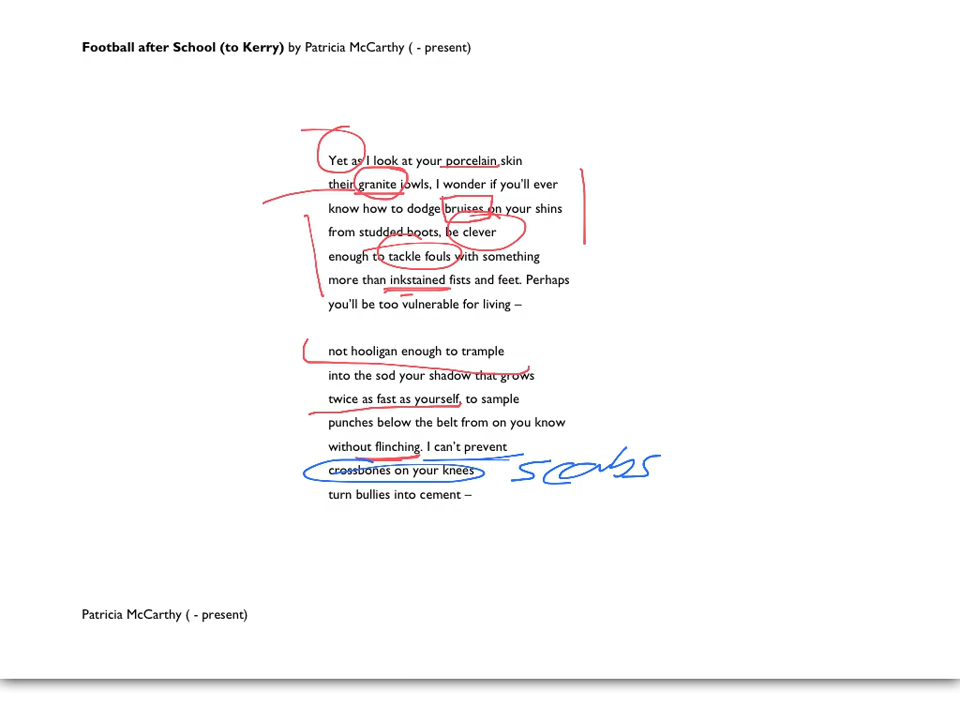 Football after School (to Kerry) by Patricia McCarthy ( - present)
Yet as I look at your porcelain skin
their granite jowls, I wonder if you'll ever
know how to dodge bruises on your shins
from studded boots, be clever
enough to tackle fouls with something
more than inkstained fists and feet. Perhaps
you'll be too vulnerable for living –
not hooligan enough to trample
into the sod your shadow that grows
twice as fast as yourself, to sample
punches below the belt from on you know
without flinching. I can't prevent
crossbones on your knees scabs
turn bullies into cement –
Patricia McCarthy ( - present)